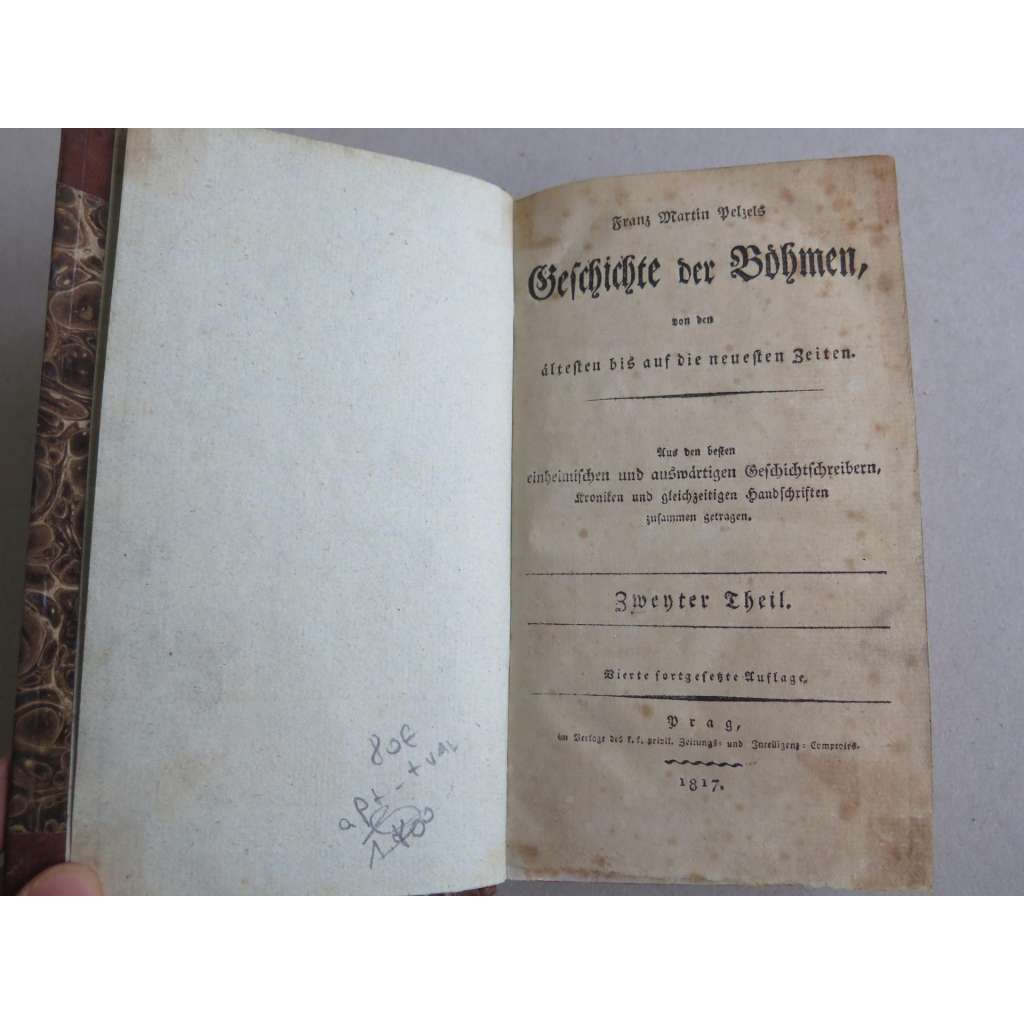 80€
Franz Martin Pelzels
Geschichte der Böhmen,
von den
ältesten bis auf die neuesten Zeiten.
Aus den besten
einheimischen und auswärtigen Geschichtschreibern,
Kroniken und gleichzeitigen Handschriften
zusammen getragen.
Zweyter Theil.
Vierte fortgesetzte Auflage.
Prag,
im Verlage des k. k. privil. Zeitungs- und Intelligenz-Comptoirs.
1817.